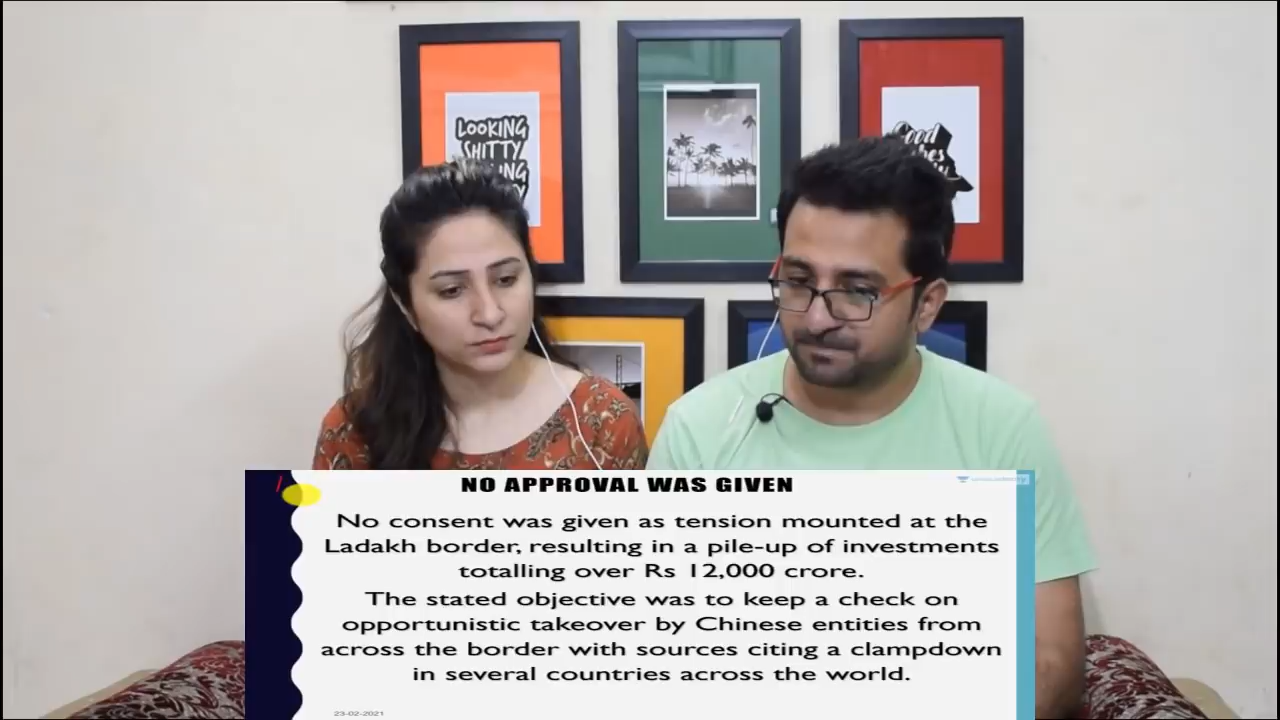 LOOKING
SHITTY
Good
NO APPROVAL WAS GIVEN
No consent was given as tension mounted at the
Ladakh border, resulting in a pile-up of investments
totalling over Rs 12,000 crore.
The stated objective was to keep a check on
opportunistic takeover by Chinese entities from
across the border with sources citing a clampdown
in several countries across the world.
23-02-2021